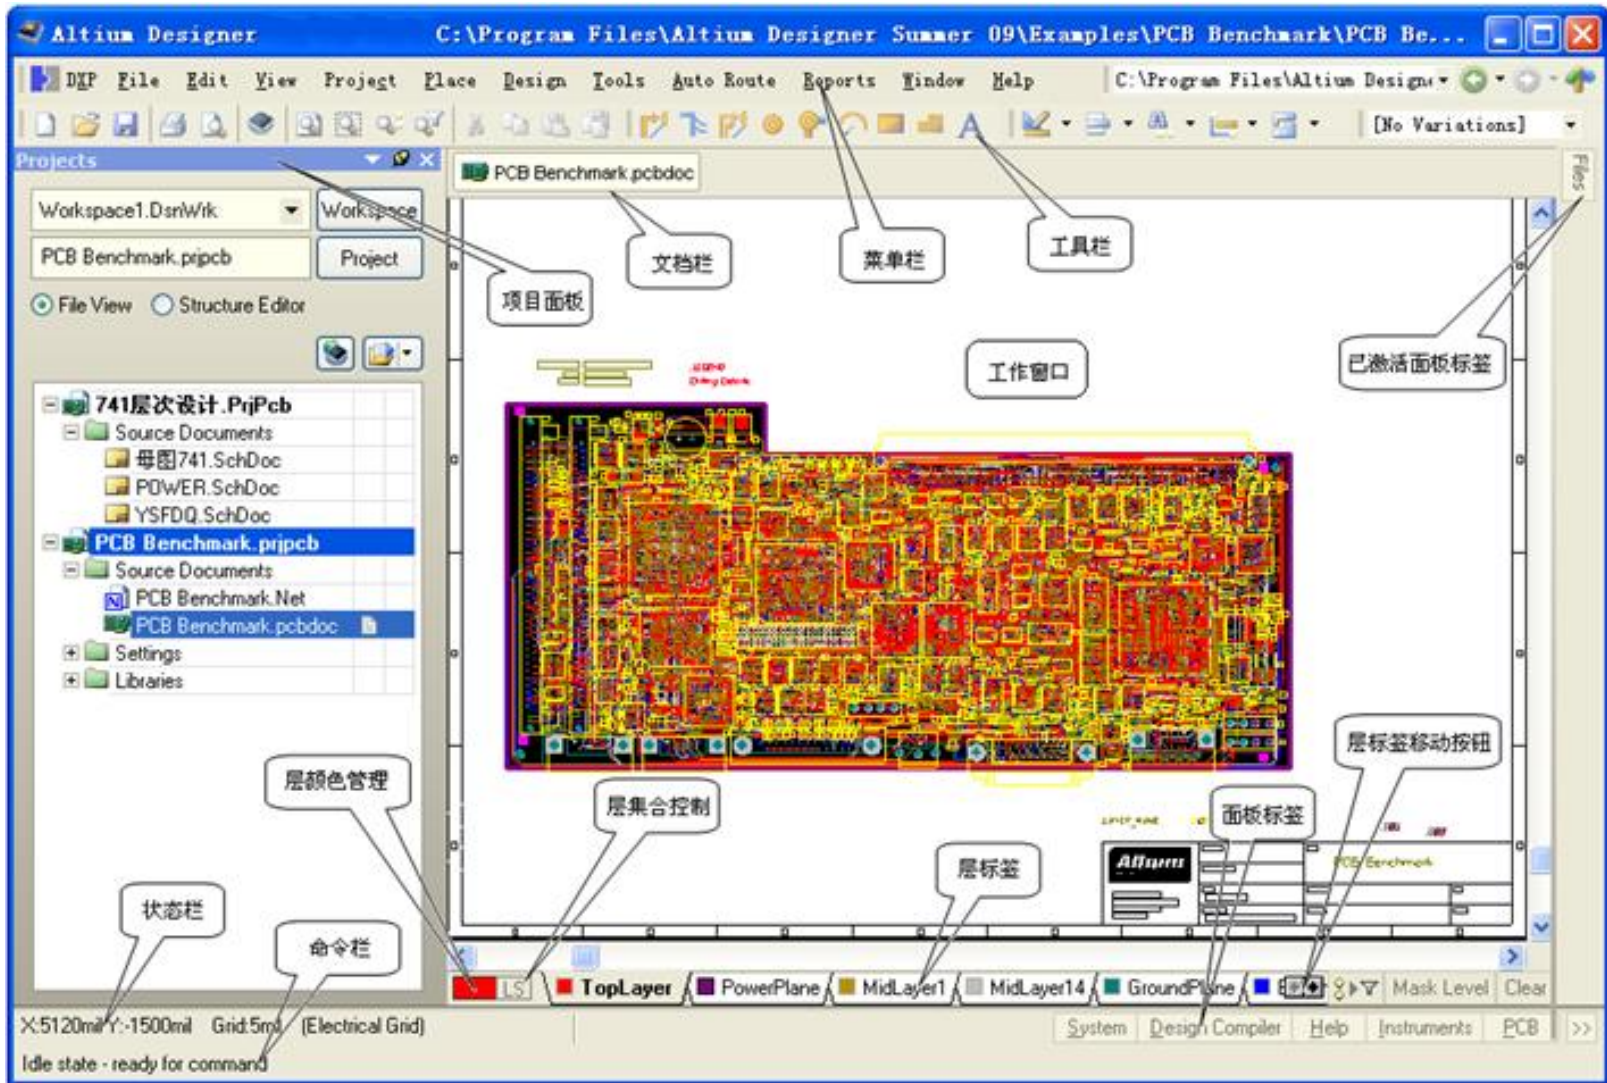 Altium Designer C:\Program Files\Altium Designer Summer 09\Examples\PCB Benchmark\PCB Be...
DXP File Edit View Project Place Design Tools Auto Route Reports Window Help C:\Program Files\Altium Design
A [No Variations]
Projects
Files
PCB Benchmark.pcbdoc
Workspace1.DsnWrk Workspace
PCB Benchmark.prjpcb Project
文档栏
菜单栏
工具栏
项目面板
File View Structure Editor
工作窗口
已激活面板标签
741层次设计.PrjPcb
Source Documents
母图741.SchDoc
POWER.SchDoc
YSFDQ.SchDoc
PCB Benchmark.prjpcb
Source Documents
PCB Benchmark.Net
PCB Benchmark.pcbdoc
Settings
Libraries
层颜色管理
层集合控制
层标签移动按钮
面板标签
Altium
PCB Benchmark
层标签
状态栏
命令栏
LS TopLayer PowerPlane MidLayer1 MidLayer14 GroundPlane Mask Level Clear
X:5120mil Y:-1500mil Grid:5mil (Electrical Grid)
System Design Compiler Help Instruments PCB >>
Idle state - ready for command